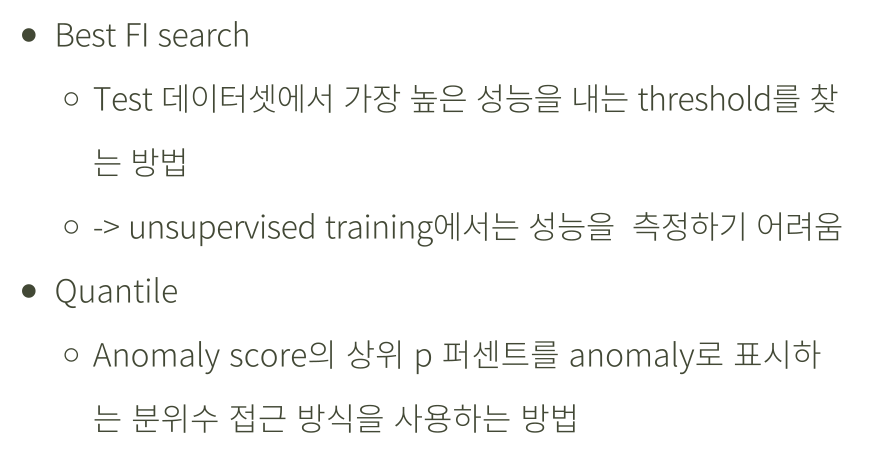 • Best FI search
○ Test 데이터셋에서 가장 높은 성능을 내는 threshold를 찾
는 방법
○ -> unsupervised training에서는 성능을  측정하기 어려움
• Quantile
○ Anomaly score의 상위 p 퍼센트를 anomaly로 표시하
는 분위수 접근 방식을 사용하는 방법